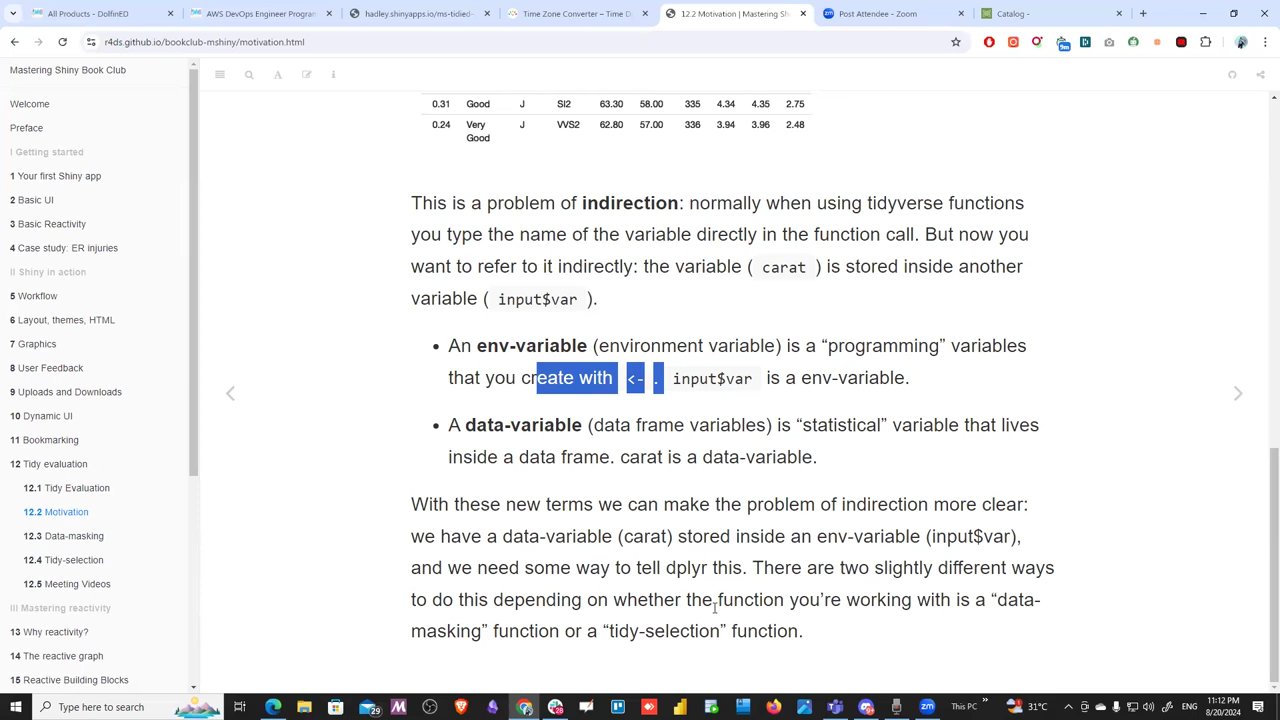 All Products - DolfinED
AWS DevOps Engineer Program
hadley.shinyapps.io/ms-tidied-
Time Zone Converter – Time D
12.2 Motivation | Mastering Shi
Post Attendee - Zoom
Catalog -
r4ds.github.io/bookclub-mshiny/motivation.html
Mastering Shiny Book Club
Welcome
Preface
I Getting started
1 Your first Shiny app
2 Basic UI
3 Basic Reactivity
4 Case study: ER injuries
II Shiny in action
5 Workflow
6 Layout, themes, HTML
7 Graphics
8 User Feedback
9 Uploads and Downloads
10 Dynamic UI
11 Bookmarking
12 Tidy evaluation
12.1 Tidy Evaluation
12.2 Motivation
12.3 Data-masking
12.4 Tidy-selection
12.5 Meeting Videos
III Mastering reactivity
13 Why reactivity?
14 The reactive graph
15 Reactive Building Blocks
0.31 Good J SI2 63.30 58.00 335 4.34 4.35 2.75
0.24 Very Good J VVS2 62.80 57.00 336 3.94 3.96 2.48
This is a problem of indirection: normally when using tidyverse functions
you type the name of the variable directly in the function call. But now you
want to refer to it indirectly: the variable ( carat ) is stored inside another
variable ( input$var ).
• An env-variable (environment variable) is a “programming” variables
that you create with <- . input$var is a env-variable.
• A data-variable (data frame variables) is “statistical” variable that lives
inside a data frame. carat is a data-variable.
With these new terms we can make the problem of indirection more clear:
we have a data-variable (carat) stored inside an env-variable (input$var),
and we need some way to tell dplyr this. There are two slightly different ways
to do this depending on whether the function you’re working with is a “data-
masking” function or a “tidy-selection” function.
Type here to search
29
This PC
31°C
11:12 PM
8/20/2024